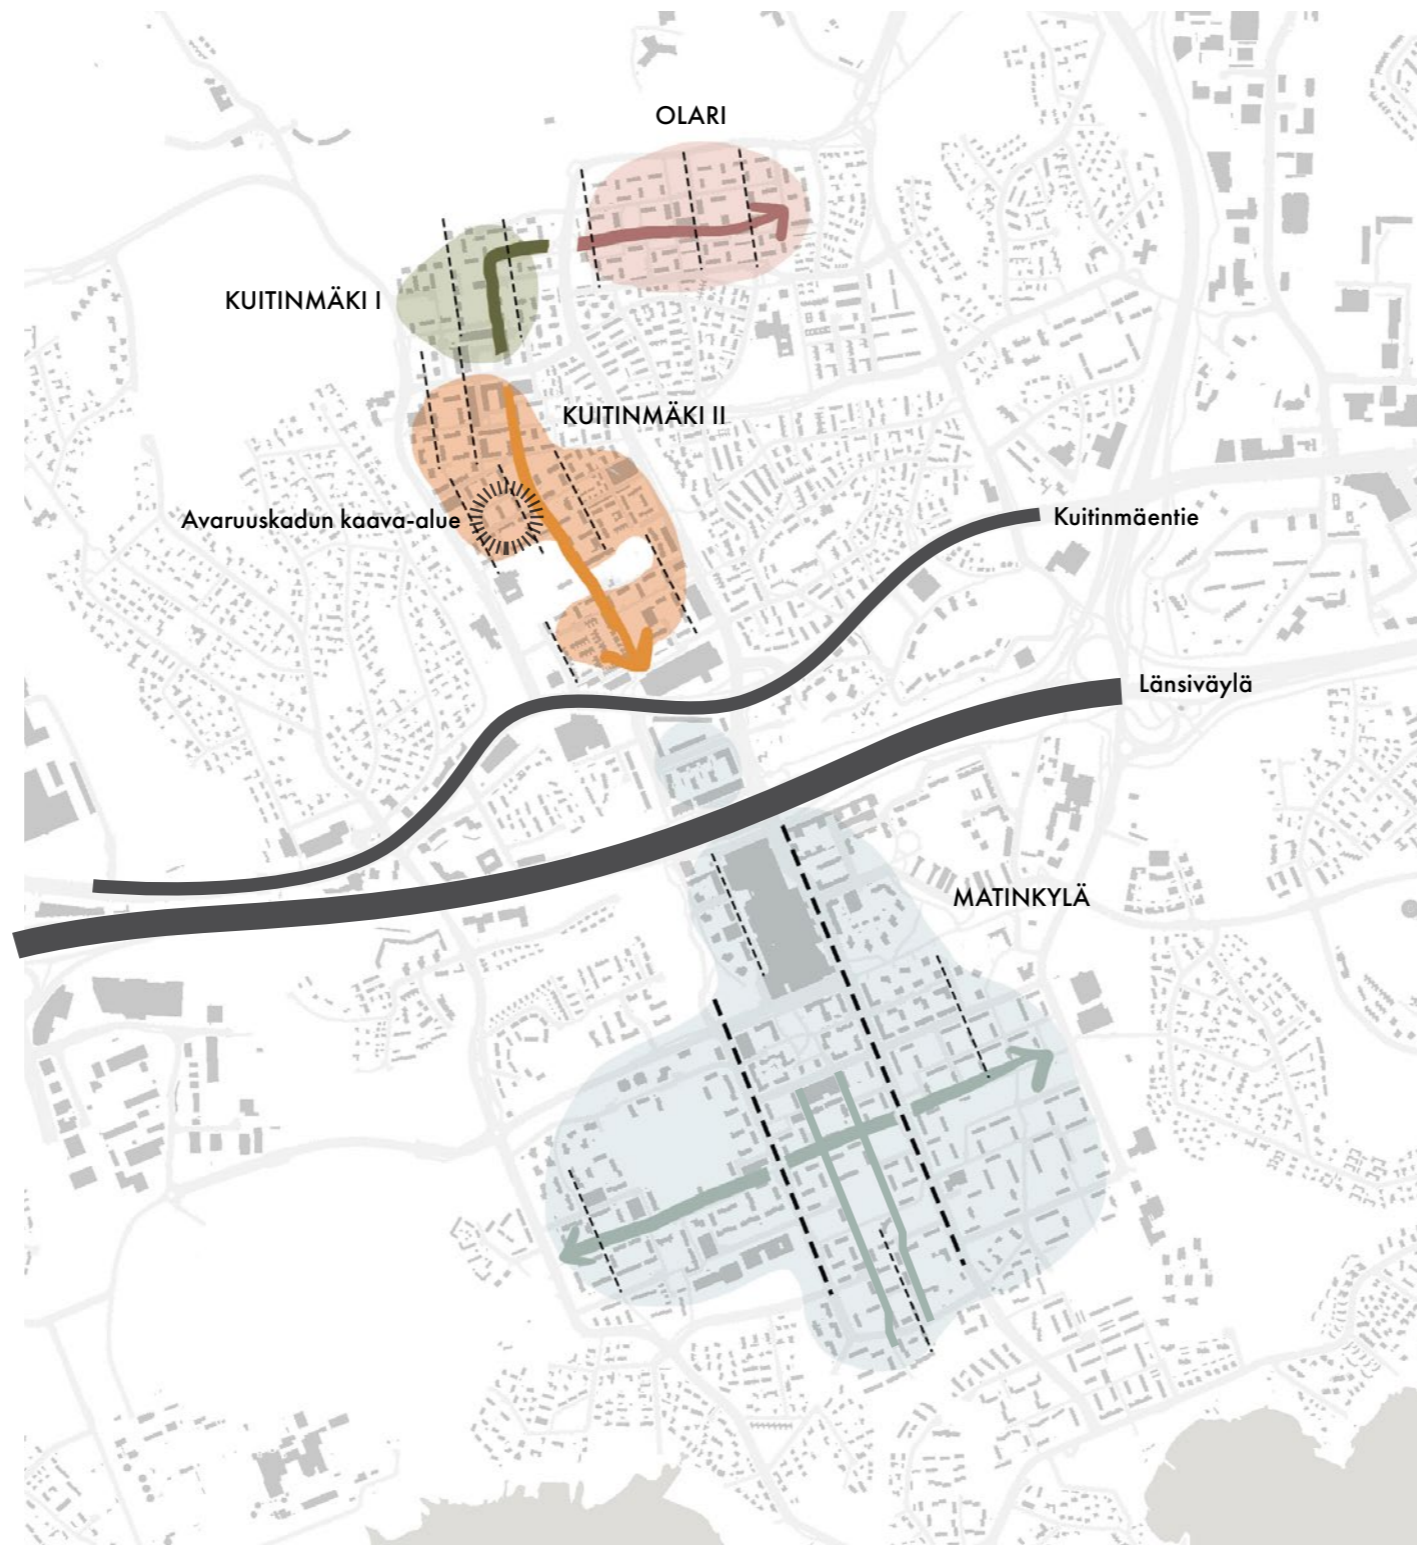 OLARI
KUITINMÄKI I
KUITINMÄKI II
Avaruuskadun kaava-alue
Kuitinmäentie
Länsiväylä
MATINKYLÄ